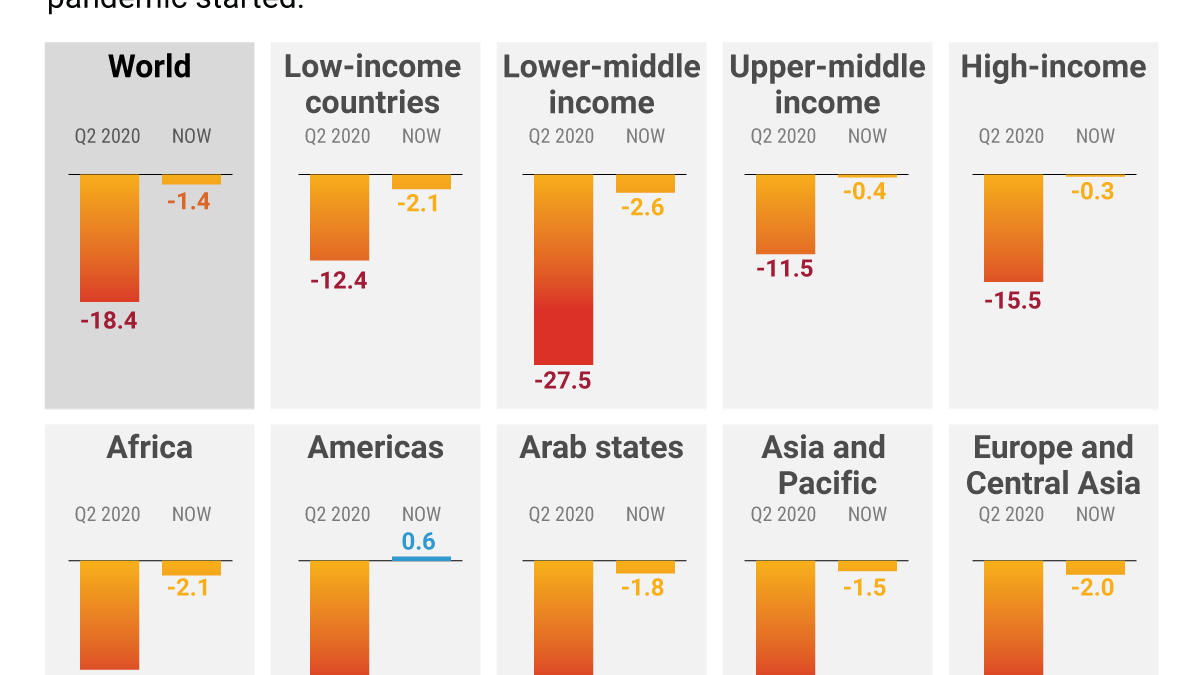 pandemic started.
World
Low-income
countries
Lower-middle
income
Upper-middle
income
High-income
Q2 2020 NOW
Q2 2020 NOW
Q2 2020 NOW
Q2 2020 NOW
Q2 2020 NOW
-1.4
-18.4
-2.1
-12.4
-2.6
-27.5
-0.4
-11.5
-0.3
-15.5
Africa
Americas
Arab states
Asia and
Pacific
Europe and
Central Asia
Q2 2020 NOW
Q2 2020 NOW
Q2 2020 NOW
Q2 2020 NOW
Q2 2020 NOW
-2.1
0.6
-1.8
-1.5
-2.0